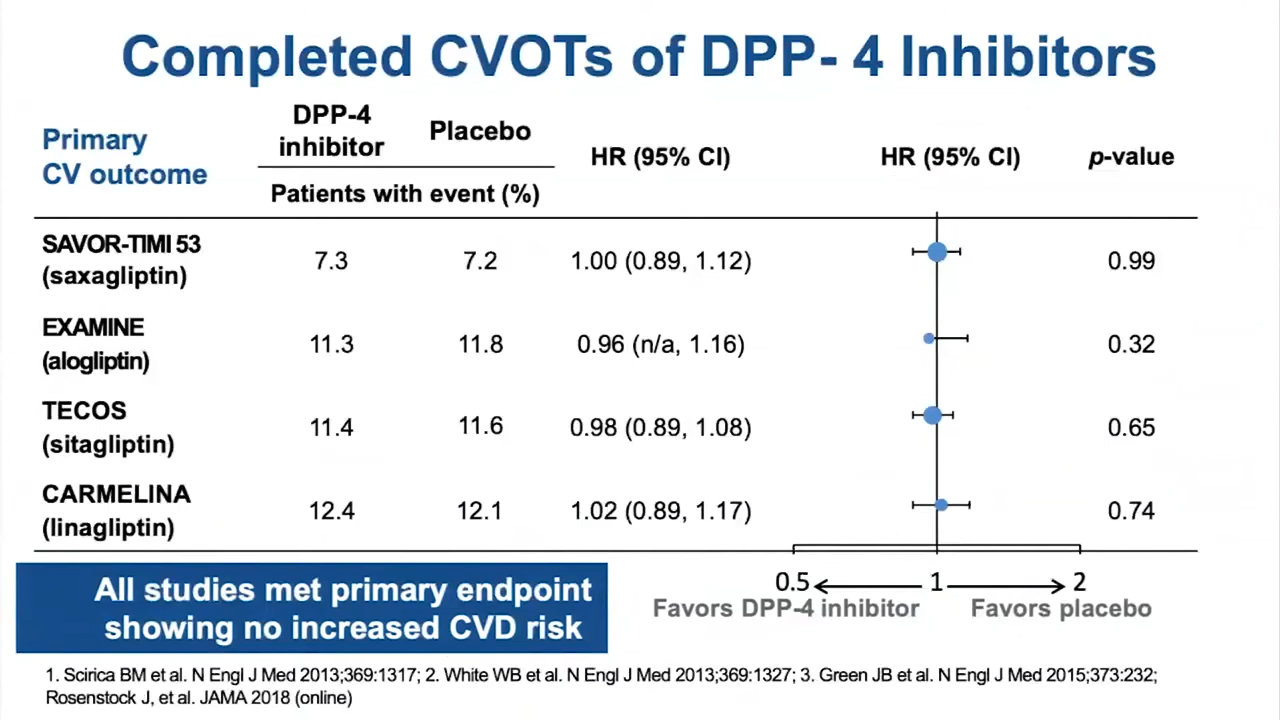 Completed CVOTs of DPP- 4 Inhibitors
Primary
CV outcome
DPP-4
inhibitor
Placebo
Patients with event (%)
HR (95% CI)
HR (95% CI)
p-value
SAVOR-TIMI 53
(saxagliptin)
7.3
7.2
1.00 (0.89, 1.12)
0.99
EXAMINE
(alogliptin)
11.3
11.8
0.96 (n/a, 1.16)
0.32
TECOS
(sitagliptin)
11.4
11.6
0.98 (0.89, 1.08)
0.65
CARMELINA
(linagliptin)
12.4
12.1
1.02 (0.89, 1.17)
0.74
0.5
1
2
Favors DPP-4 inhibitor
Favors placebo
All studies met primary endpoint
showing no increased CVD risk
1. Scirica BM et al. N Engl J Med 2013;369:1317; 2. White WB et al. N Engl J Med 2013;369:1327; 3. Green JB et al. N Engl J Med 2015;373:232;
Rosenstock J, et al. JAMA 2018 (online)